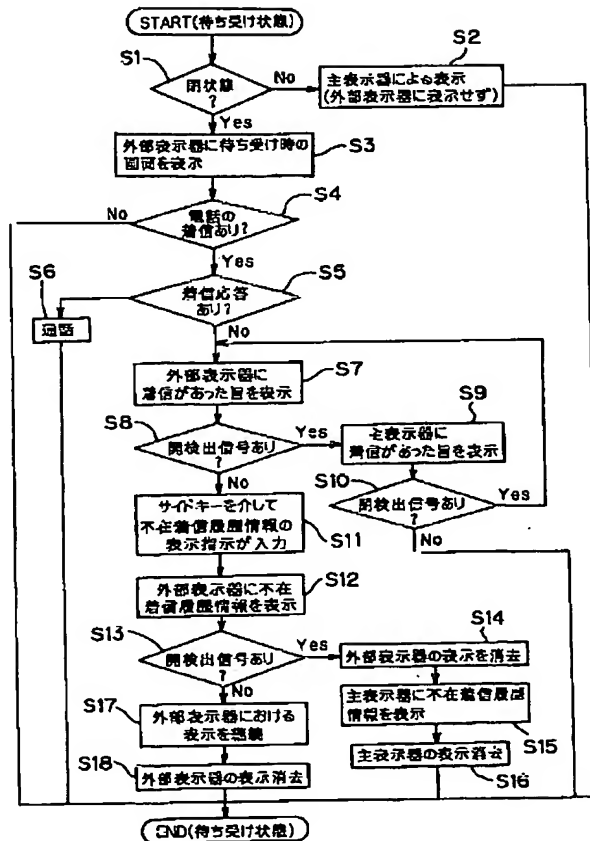 START(待ち受け状態)
S1
閉状態
?
No
Yes
S2
主表示器による表示
(外部表示器に表示せず)
外部表示器に待ち受け時の
画面を表示
S3
S4
電話の
着信あり?
No
Yes
S5
着信応答
あり?
S6
通話
No
外部表示器に
着信があった旨を表示
S7
S8
開検出信号あり
?
Yes
No
S9
主表示器に
着信があった旨を表示
S10
閉検出信号あり
?
Yes
No
サイドキーを介して
不在着信履歴情報の
表示指示が入力
S11
外部表示器に不在
着信履歴情報を表示
S12
S13
開検出信号あり
?
Yes
No
S14
外部表示器の表示を消去
主表示器に不在着信履歴
情報を表示
S15
主表示器の表示消去
S16
S17
外部表示器における
表示を継続
S18
外部表示器の表示消去
END(待ち受け状態)